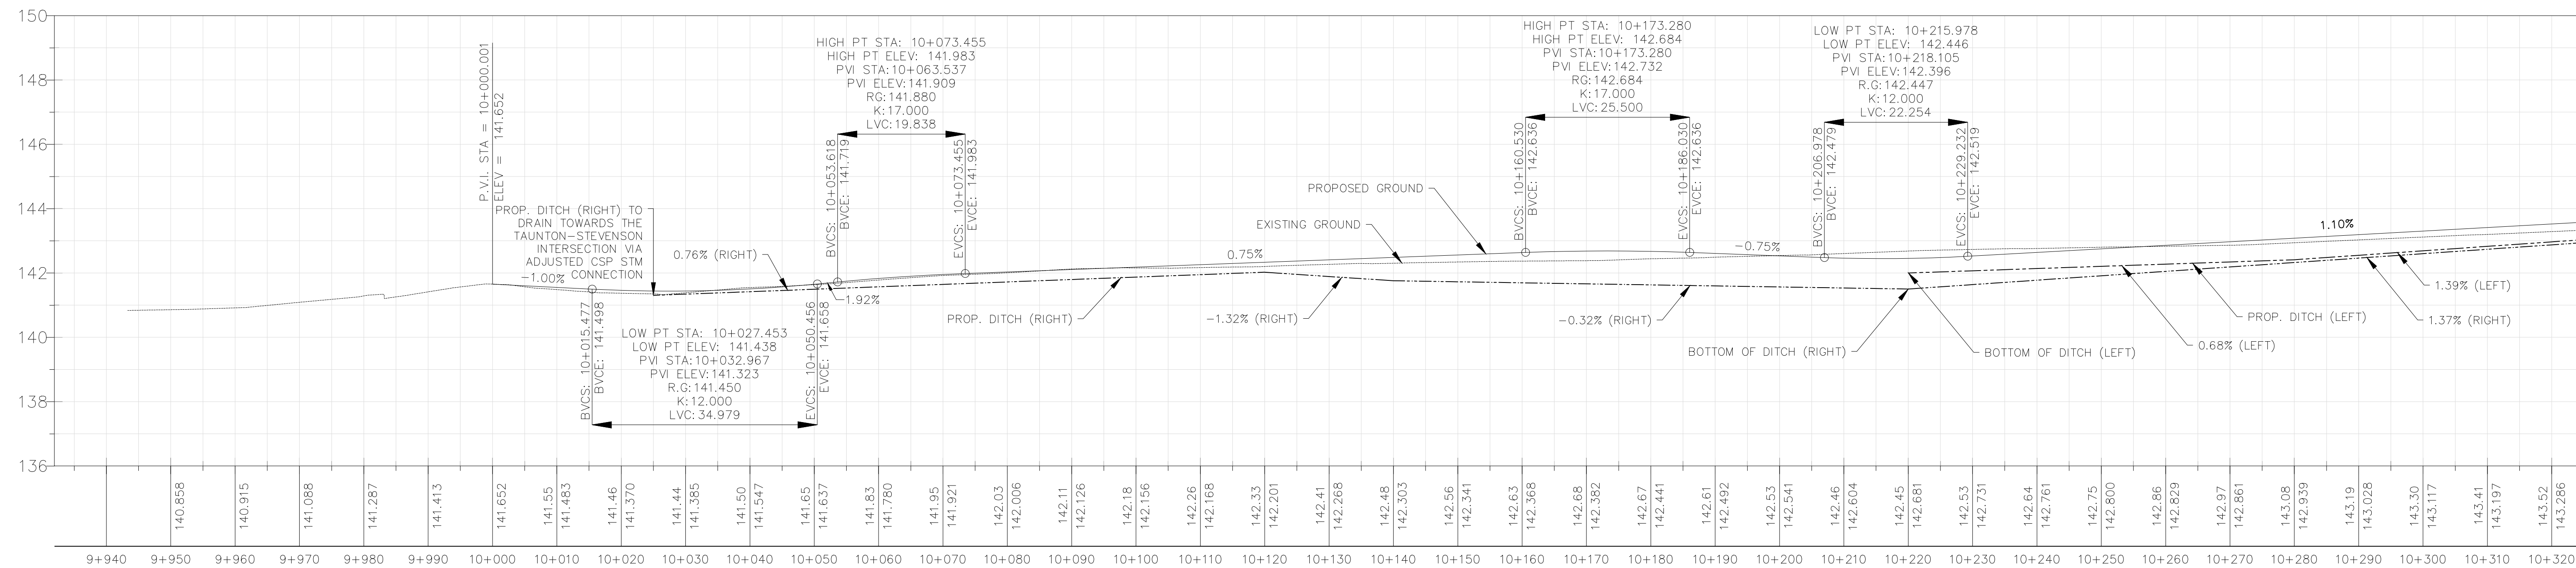 150
148
146
144
142
140
138
136
P.V.I. STA = 10+000.001
ELEV = 141.652
PROP. DITCH (RIGHT) TO
DRAIN TOWARDS THE
TAUNTON-STEVENSON
INTERSECTION VIA
ADJUSTED CSP STM
CONNECTION
-1.00%
0.76% (RIGHT)
BVCS: 10+015.477
BVCE: 141.498
LOW PT STA: 10+027.453
LOW PT ELEV: 141.438
PVI STA:10+032.967
PVI ELEV:141.323
R.G:141.450
K:12.000
LVC:34.979
EVCS: 10+050.456
EVCE: 141.658
1.92%
HIGH PT STA: 10+073.455
HIGH PT ELEV: 141.983
PVI STA:10+063.537
PVI ELEV:141.909
RG:141.880
K:17.000
LVC:19.838
BVCS: 10+053.618
BVCE: 141.719
EVCS: 10+073.455
EVCE: 141.983
PROP. DITCH (RIGHT)
0.75%
-1.32% (RIGHT)
PROPOSED GROUND
EXISTING GROUND
HIGH PT STA: 10+173.280
HIGH PT ELEV: 142.684
PVI STA:10+173.280
PVI ELEV:142.732
RG:142.684
K:17.000
LVC:25.500
BVCS: 10+160.530
BVCE: 142.636
EVCS: 10+186.030
EVCE: 142.636
-0.32% (RIGHT)
-0.75%
LOW PT STA: 10+215.978
LOW PT ELEV: 142.446
PVI STA:10+218.105
PVI ELEV:142.396
R.G:142.447
K:12.000
LVC:22.254
BVCS: 10+206.978
BVCE: 142.479
EVCS: 10+229.232
EVCE: 142.519
BOTTOM OF DITCH (RIGHT)
BOTTOM OF DITCH (LEFT)
0.68% (LEFT)
PROP. DITCH (LEFT)
1.10%
1.39% (LEFT)
1.37% (RIGHT)
140.858
140.915
141.088
141.287
141.413
141.652
141.55
141.483
141.46
141.370
141.44
141.385
141.50
141.547
141.65
141.637
141.83
141.780
141.95
141.921
142.03
142.006
142.11
142.126
142.18
142.156
142.26
142.168
142.33
142.201
142.41
142.268
142.48
142.303
142.56
142.341
142.63
142.368
142.68
142.382
142.67
142.441
142.61
142.492
142.53
142.541
142.46
142.604
142.45
142.681
142.53
142.731
142.64
142.761
142.75
142.800
142.86
142.829
142.97
142.861
143.08
142.939
143.19
143.028
143.30
143.117
143.41
143.197
143.52
143.286
9+940
9+950
9+960
9+970
9+980
9+990
10+000
10+010
10+020
10+030
10+040
10+050
10+060
10+070
10+080
10+090
10+100
10+110
10+120
10+130
10+140
10+150
10+160
10+170
10+180
10+190
10+200
10+210
10+220
10+230
10+240
10+250
10+260
10+270
10+280
10+290
10+300
10+310
10+320